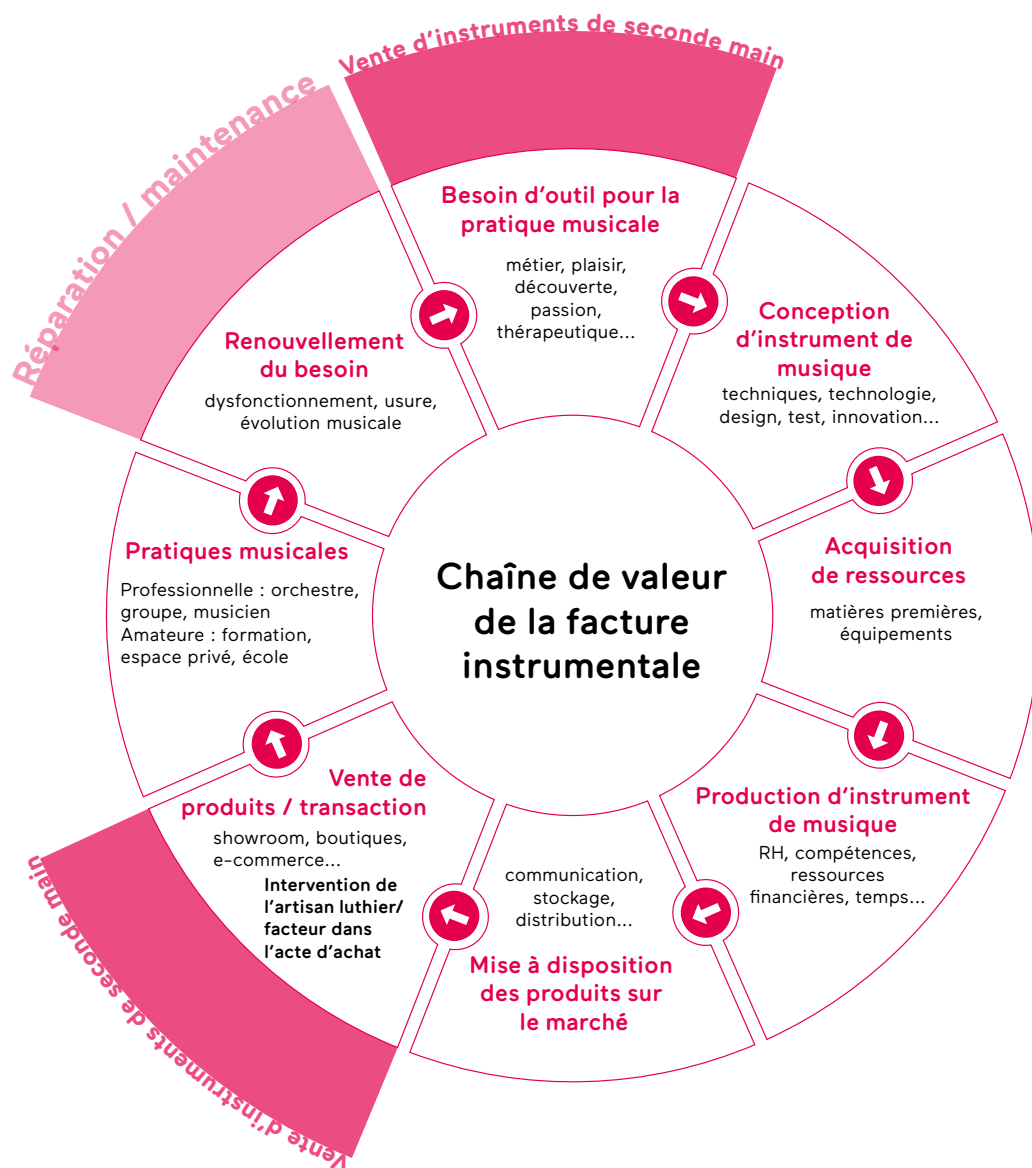 Vente d'instruments de seconde main
Réparation / maintenance
Besoin d'outil pour la
pratique musicale
métier, plaisir,
découverte,
passion,
thérapeutique...
Conception
d'instrument de
musique
techniques, technologie,
design, test, innovation...
Acquisition
de ressources
matières premières,
équipements
Production d'instrument
de musique
RH, compétences,
ressources
financières, temps...
communication,
stockage,
distribution...
Mise à disposition
des produits sur
le marché
Vente de
produits / transaction
showroom, boutiques,
e-commerce...
Intervention de
l'artisan luthier/
facteur dans
l'acte d'achat
Vente d'instruments de seconde main
Pratiques musicales
Professionnelle : orchestre,
groupe, musicien
Amateure : formation,
espace privé, école
Renouvellement
du besoin
dysfonctionnement, usure,
évolution musicale
Chaîne de valeur
de la facture
instrumentale